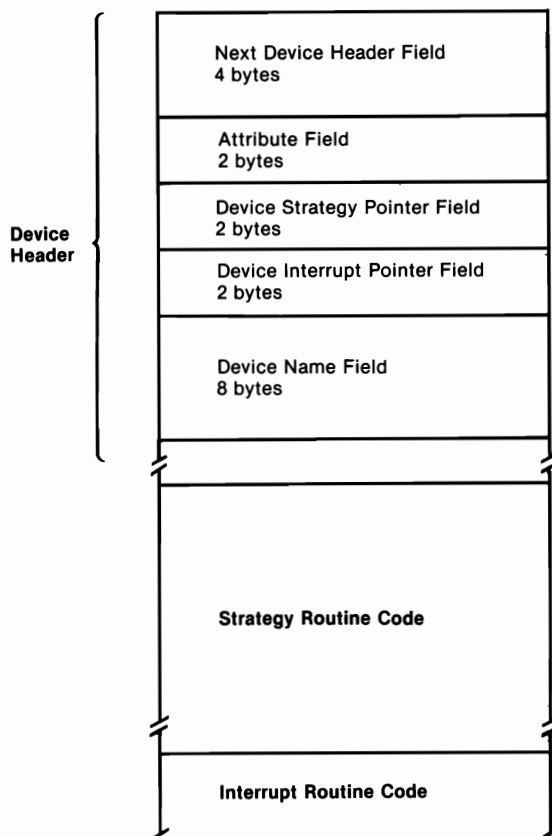 Next Device Header Field
4 bytes
Attribute Field
2 bytes
Device Strategy Pointer Field
2 bytes
Device
Header
Device Interrupt Pointer Field
2 bytes
Device Name Field
8 bytes
Strategy Routine Code
Interrupt Routine Code